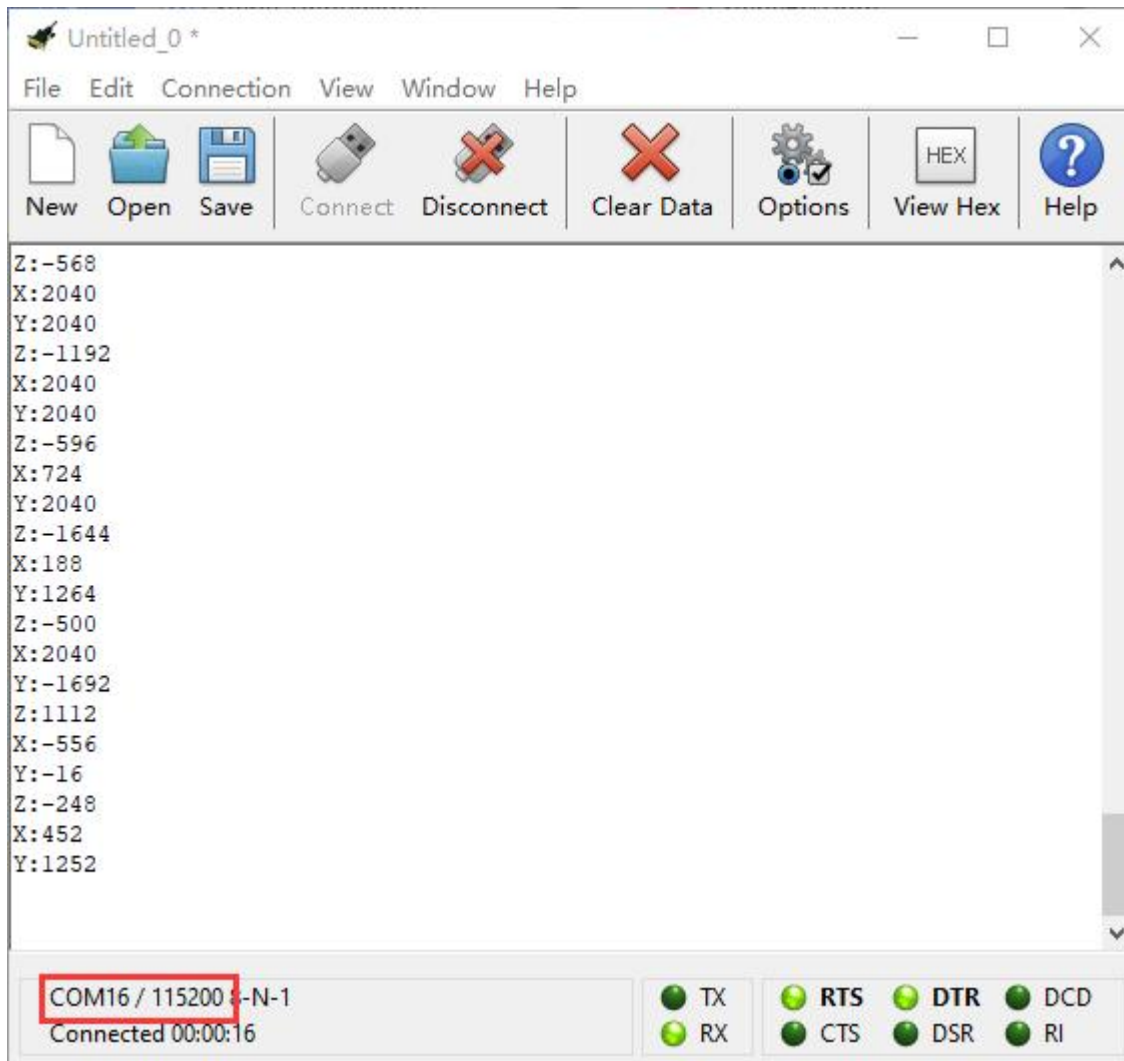 Untitled_0 *
File Edit Connection View Window Help
New Open Save Connect Disconnect Clear Data Options HEX View Hex Help
Z:-568
X:2040
Y:2040
Z:-1192
X:2040
Y:2040
Z:-596
X:724
Y:2040
Z:-1644
X:188
Y:1264
Z:-500
X:2040
Y:-1692
Z:1112
X:-556
Y:-16
Z:-248
X:452
Y:1252
COM16 / 115200 8-N-1
Connected 00:00:16
TX RTS DTR DCD
RX CTS DSR RI